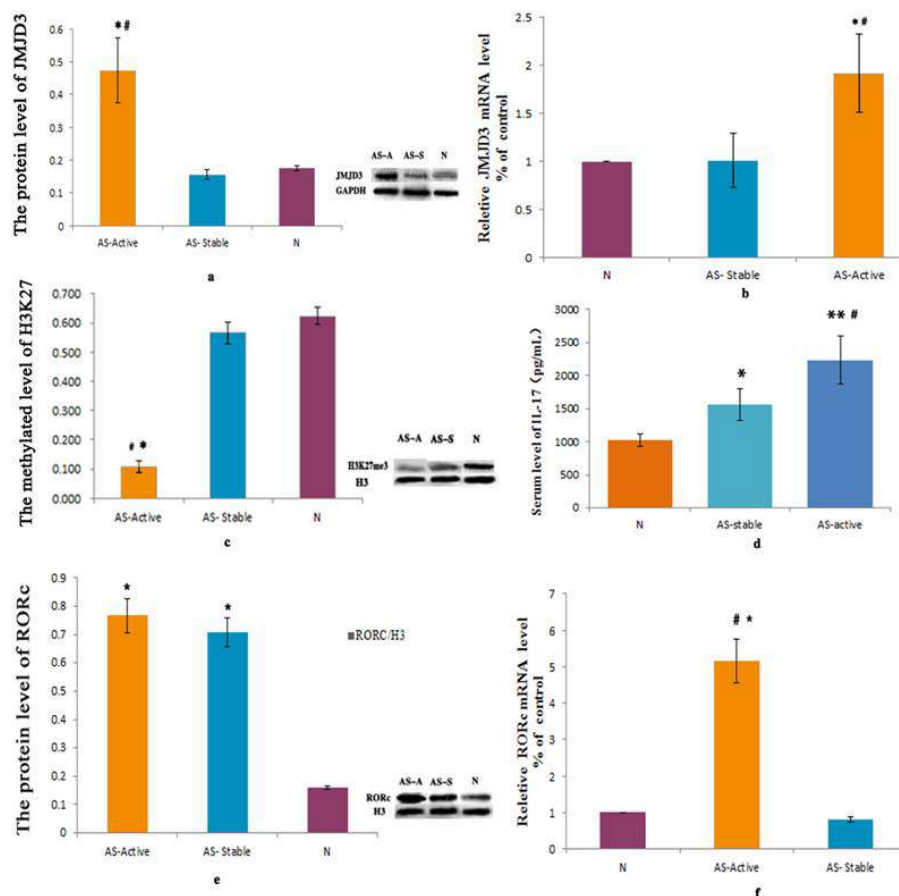 The protein level of JMJD3
0.6
0.5
0.4
0.3
0.2
0.1
0
*#
AS-Active
AS- Stable
N
AS-A AS-S N
JMJD3
GAPDH
a
Reletive JMJD3 mRNA level
% of control
2.5
2
1.5
1
0.5
0
*#
N
AS- Stable
AS-Active
b
The methylated level of H3K27
0.700
0.600
0.500
0.400
0.300
0.200
0.100
0.000
# *
AS-Active
AS- Stable
N
AS-A AS-S N
H3K27me3
H3
c
Serum level of IL-17 (pg/mL)
3000
2500
2000
1500
1000
500
0
*
** #
N
AS-stable
AS-active
d
The protein level of RORc
0.9
0.8
0.7
0.6
0.5
0.4
0.3
0.2
0.1
0
*
*
RORC/H3
AS-Active
AS- Stable
N
AS-A AS-S N
RORc
H3
e
Reletive RORc mRNA level
% of control
7
6
5
4
3
2
1
0
# *
N
AS-Active
AS- Stable
f